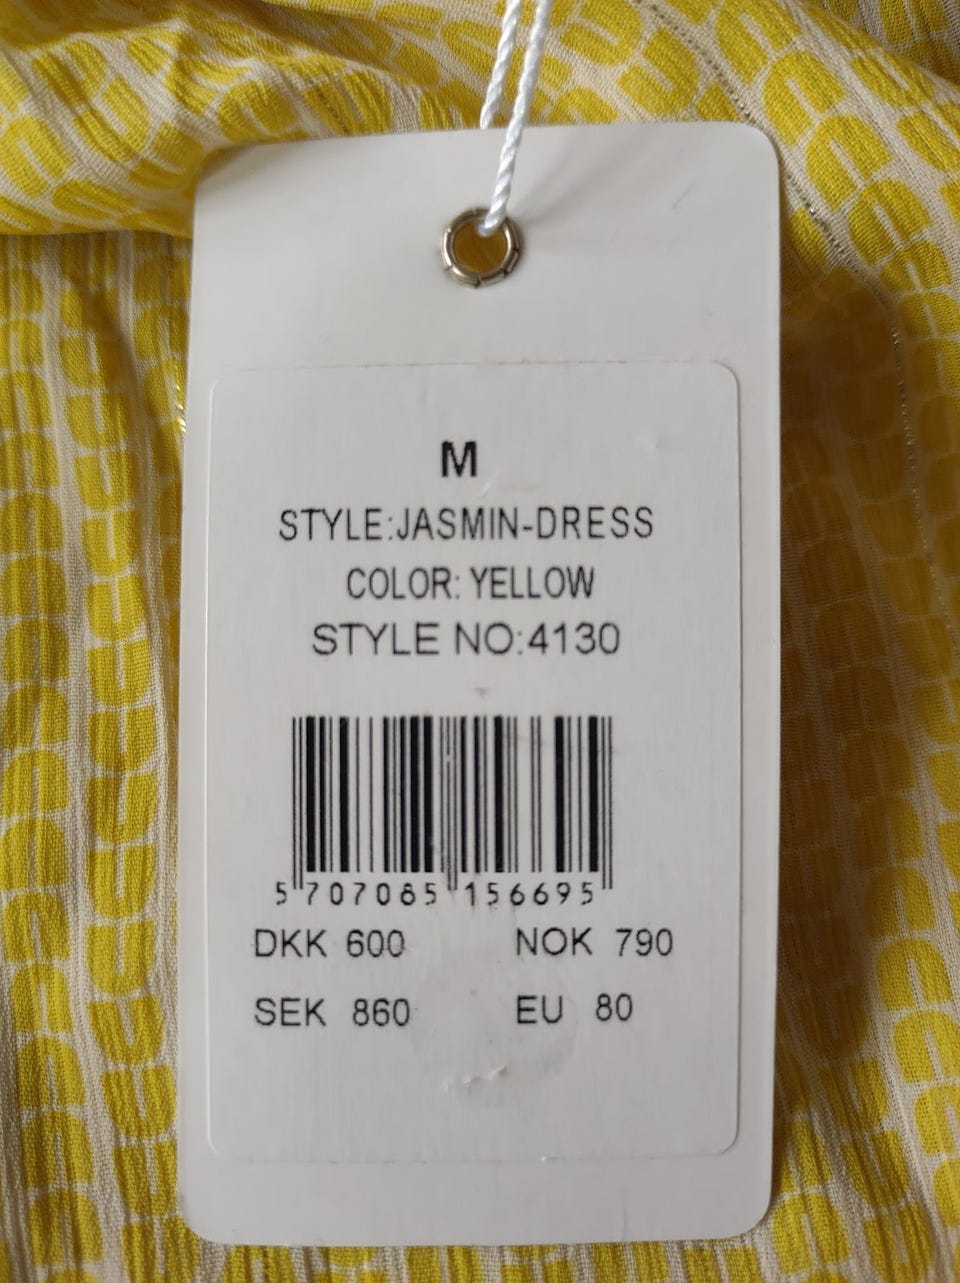 M
STYLE:JASMIN-DRESS
COLOR: YELLOW
STYLE NO:4130
5 707085 156695
DKK 600 NOK 790
SEK 860 EU 80